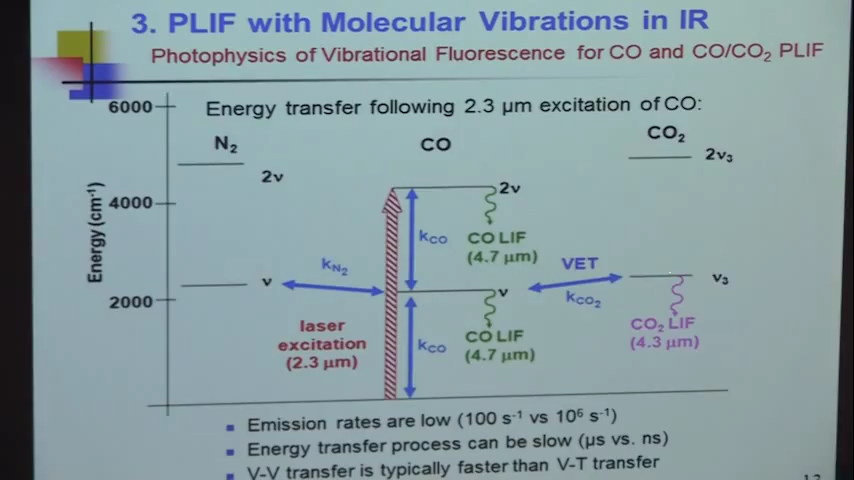 3. PLIF with Molecular Vibrations in IR
Photophysics of Vibrational Fluorescence for CO and CO/CO₂ PLIF
Energy transfer following 2.3 µm excitation of CO:
6000
4000
2000
Energy (cm⁻¹)
N₂
CO
CO₂
2ν
2ν
2ν₃
k_CO
CO LIF
(4.7 µm)
k_N₂
VET
ν
ν
ν₃
k_CO₂
laser
excitation
(2.3 µm)
k_CO
CO LIF
(4.7 µm)
CO₂ LIF
(4.3 µm)
Emission rates are low (100 s⁻¹ vs 10⁶ s⁻¹)
Energy transfer process can be slow (µs vs. ns)
V-V transfer is typically faster than V-T transfer